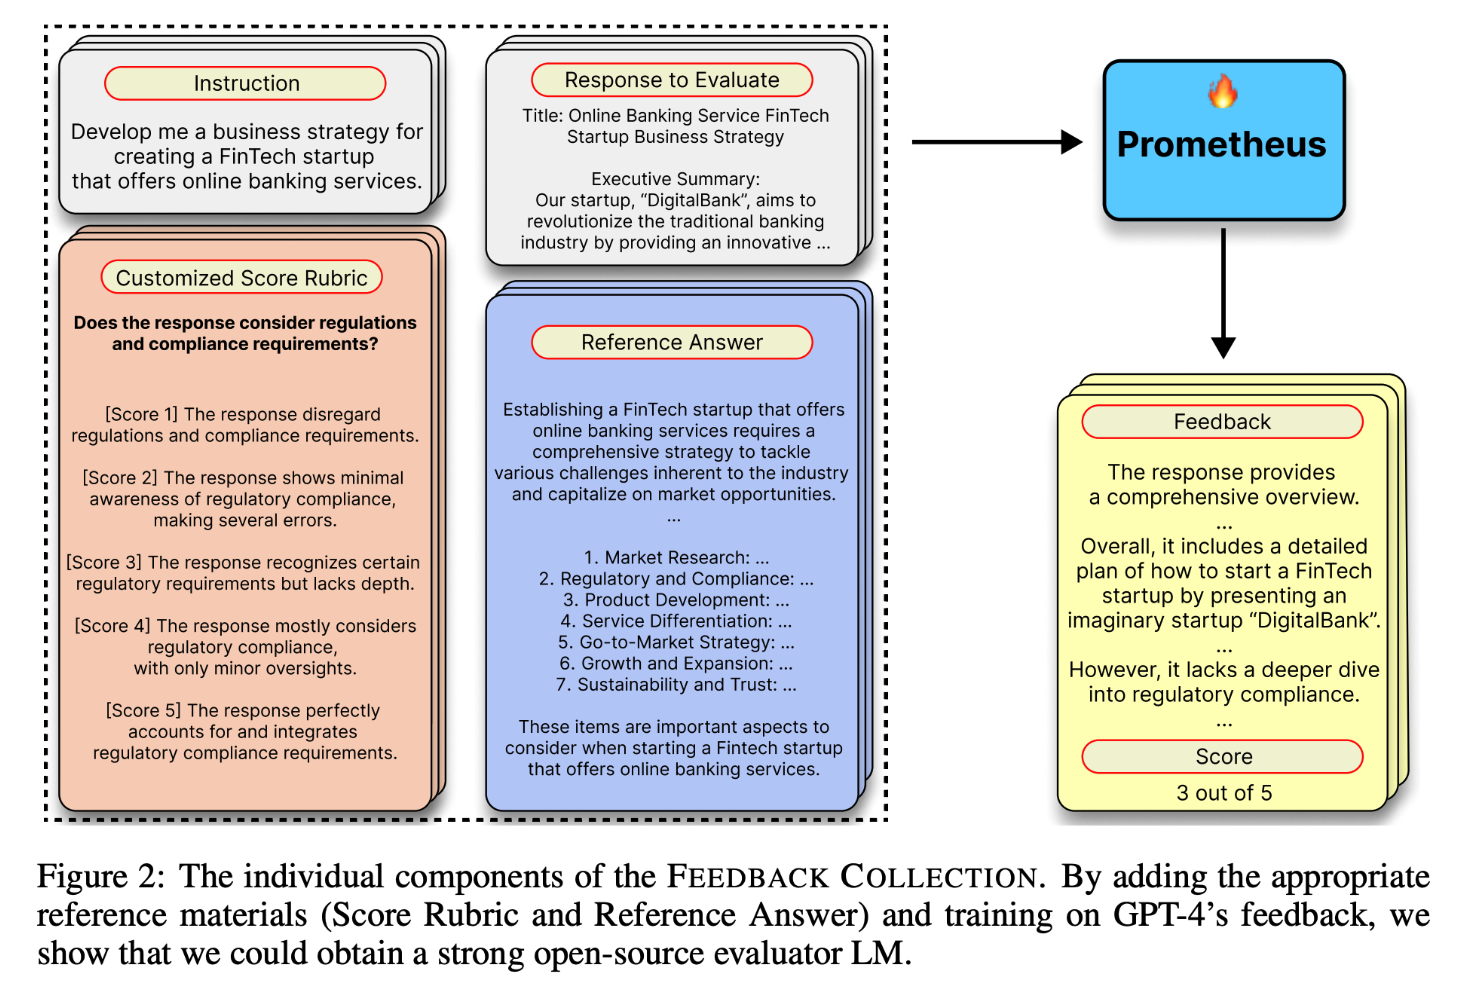 Instruction
Develop me a business strategy for
creating a FinTech startup
that offers online banking services.
Customized Score Rubric
Does the response consider regulations
and compliance requirements?
[Score 1] The response disregard
regulations and compliance requirements.
[Score 2] The response shows minimal
awareness of regulatory compliance,
making several errors.
[Score 3] The response recognizes certain
regulatory requirements but lacks depth.
[Score 4] The response mostly considers
regulatory compliance,
with only minor oversights.
[Score 5] The response perfectly
accounts for and integrates
regulatory compliance requirements.
Response to Evaluate
Title: Online Banking Service FinTech
Startup Business Strategy
Executive Summary:
Our startup, “DigitalBank”, aims to
revolutionize the traditional banking
industry by providing an innovative ...
Reference Answer
Establishing a FinTech startup that offers
online banking services requires a
comprehensive strategy to tackle
various challenges inherent to the industry
and capitalize on market opportunities.
...
1. Market Research: ...
2. Regulatory and Compliance: ...
3. Product Development: ...
4. Service Differentiation: ...
5. Go-to-Market Strategy: ...
6. Growth and Expansion: ...
7. Sustainability and Trust: ...
These items are important aspects to
consider when starting a Fintech startup
that offers online banking services.
Prometheus
Feedback
The response provides
a comprehensive overview.
...
Overall, it includes a detailed
plan of how to start a FinTech
startup by presenting an
imaginary startup “DigitalBank”.
...
However, it lacks a deeper dive
into regulatory compliance.
...
Score
3 out of 5
Figure 2: The individual components of the FEEDBACK COLLECTION. By adding the appropriate
reference materials (Score Rubric and Reference Answer) and training on GPT-4’s feedback, we
show that we could obtain a strong open-source evaluator LM.